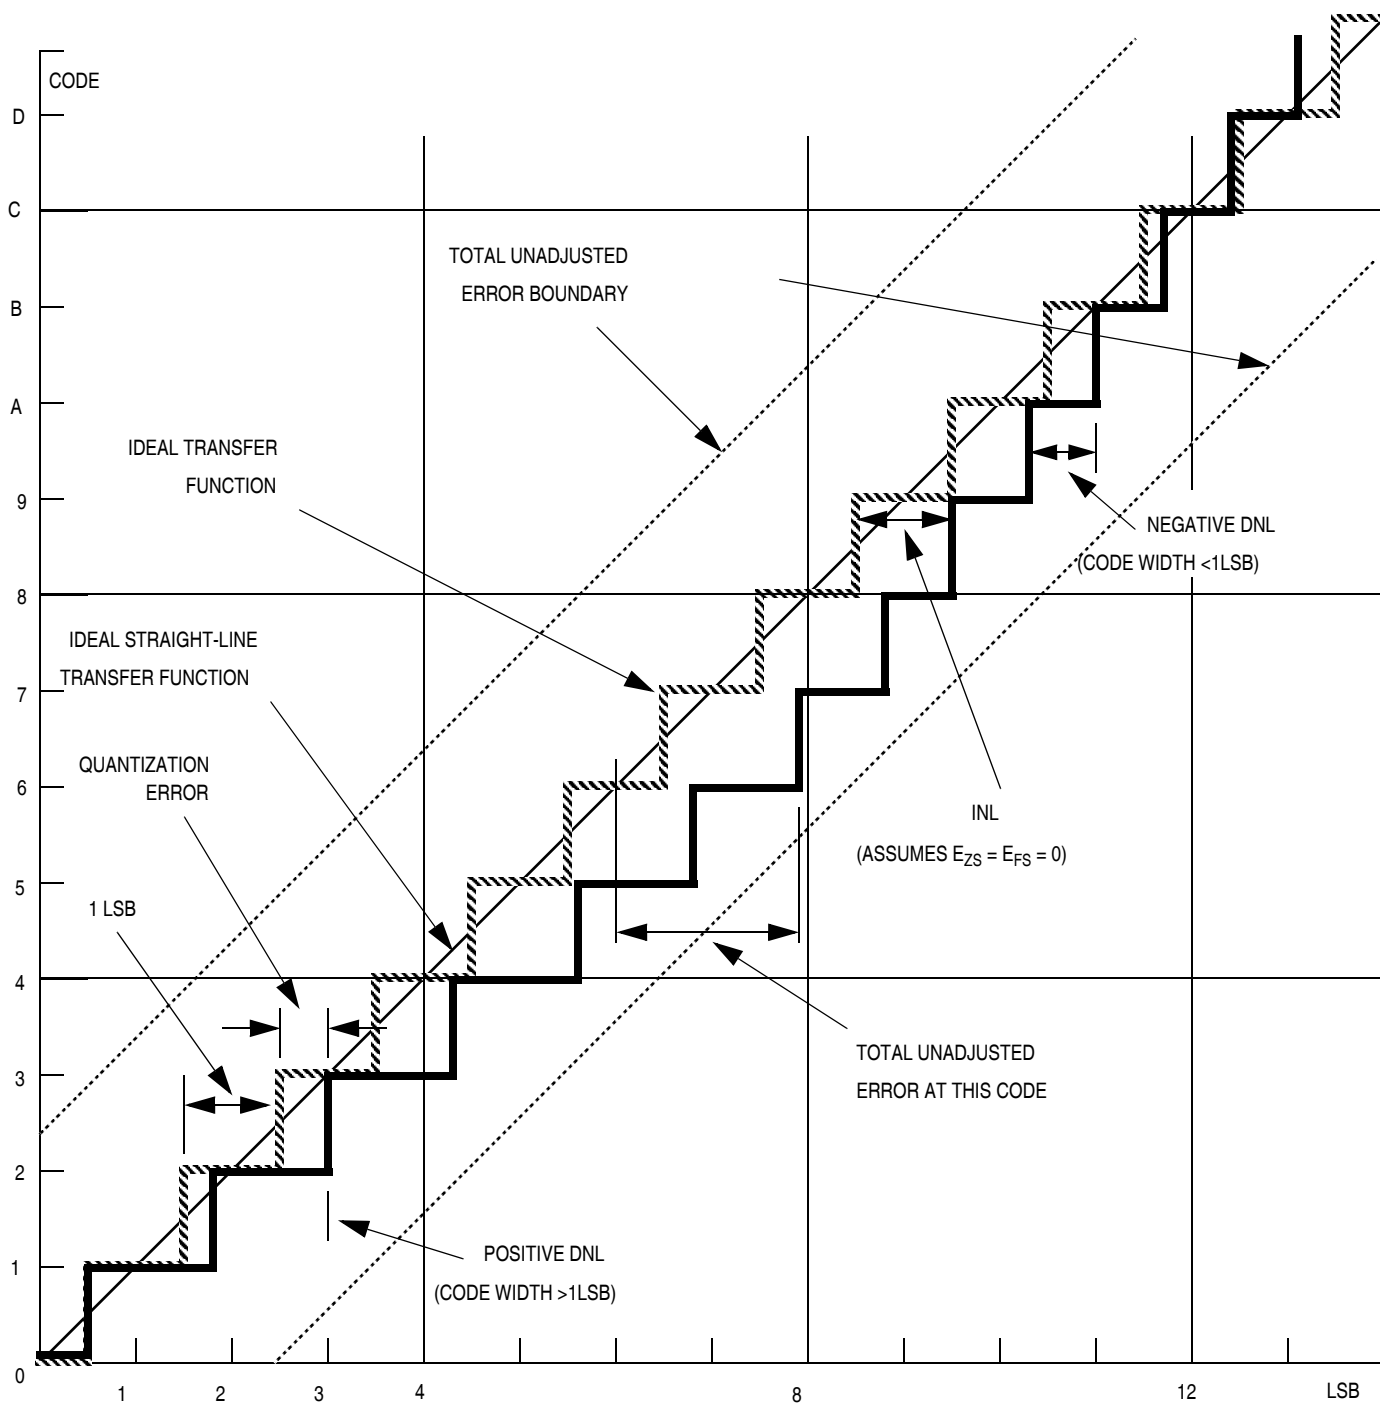 CODE
D
C
TOTAL UNADJUSTED
ERROR BOUNDARY
B
A
IDEAL TRANSFER
FUNCTION
9
NEGATIVE DNL
(CODE WIDTH <1LSB)
8
IDEAL STRAIGHT-LINE
TRANSFER FUNCTION
7
QUANTIZATION
ERROR
6
INL
(ASSUMES E_ZS = E_FS = 0)
5
1 LSB
4
TOTAL UNADJUSTED
ERROR AT THIS CODE
3
2
POSITIVE DNL
(CODE WIDTH >1LSB)
1
0
1 2 3 4 8 12 LSB